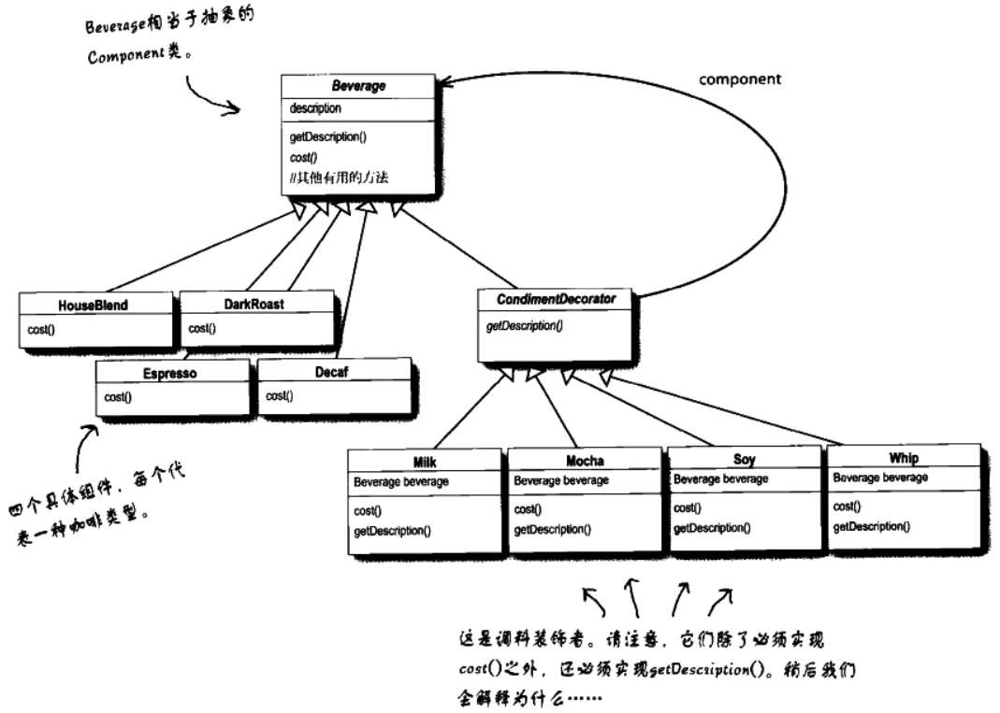 Beverage相当于抽象的
Component类。
component
Beverage
description
getDescription()
cost()
//其他有用的方法
HouseBlend
cost()
DarkRoast
cost()
Espresso
cost()
Decaf
cost()
CondimentDecorator
getDescription()
四个具体组件，每个代
表一种咖啡类型。
Milk
Beverage beverage
cost()
getDescription()
Mocha
Beverage beverage
cost()
getDescription()
Soy
Beverage beverage
cost()
getDescription()
Whip
Beverage beverage
cost()
getDescription()
这是调料装饰者。请注意，它们除了必须实现
cost()之外，还必须实现getDescription()。稍后我们
会解释为什么……